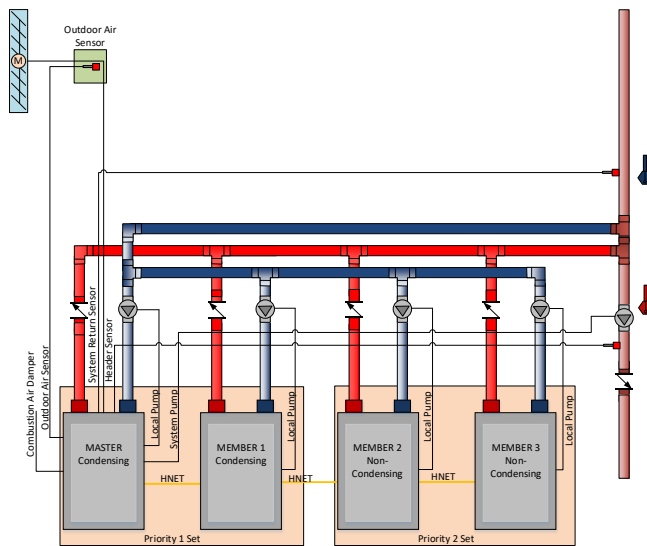 Outdoor Air
Sensor
M
Combustion Air Damper
Outdoor Air Sensor
System Return Sensor
Header Sensor
Local Pump
System Pump
Local Pump
Local Pump
Local Pump
MASTER
Condensing
MEMBER 1
Condensing
MEMBER 2
Non-
Condensing
MEMBER 3
Non-
Condensing
HNET
HNET
HNET
Priority 1 Set
Priority 2 Set